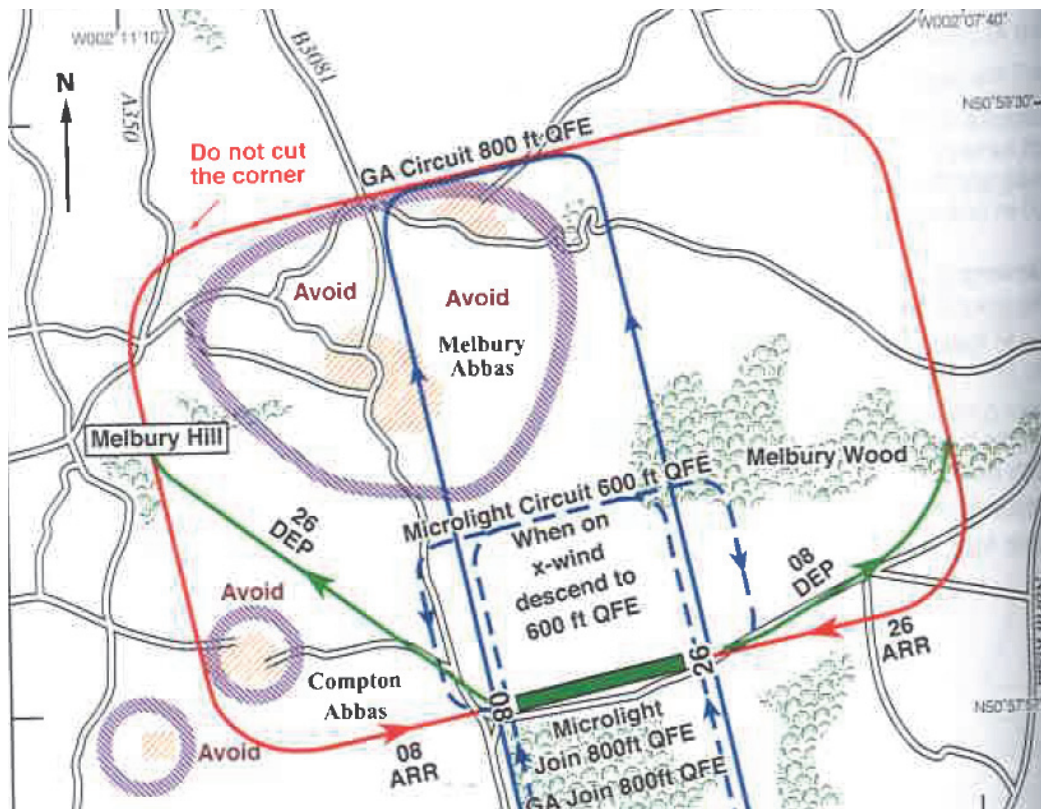 W002°11'10"
W002°07'40"
N
A350
B3081
N50°59'30"
Do not cut
the corner
GA Circuit 800 ft QFE
Avoid
Avoid
Melbury
Abbas
Melbury Hill
Melbury Wood
Microlight Circuit 600 ft QFE
When on
x-wind
descend to
600 ft QFE
26
DEP
08
DEP
Avoid
26
ARR
Compton
Abbas
08
26
N50°57'57
Avoid
08
ARR
Microlight
Join 800ft QFE
GA Join 800ft QFE